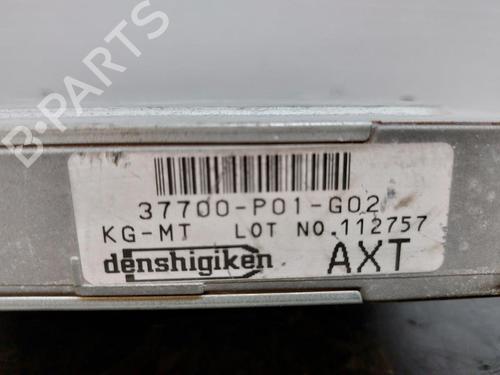 B-PARTS
37700-P01-G02
KG-MT LOT NO.112757
denshigiken AXT